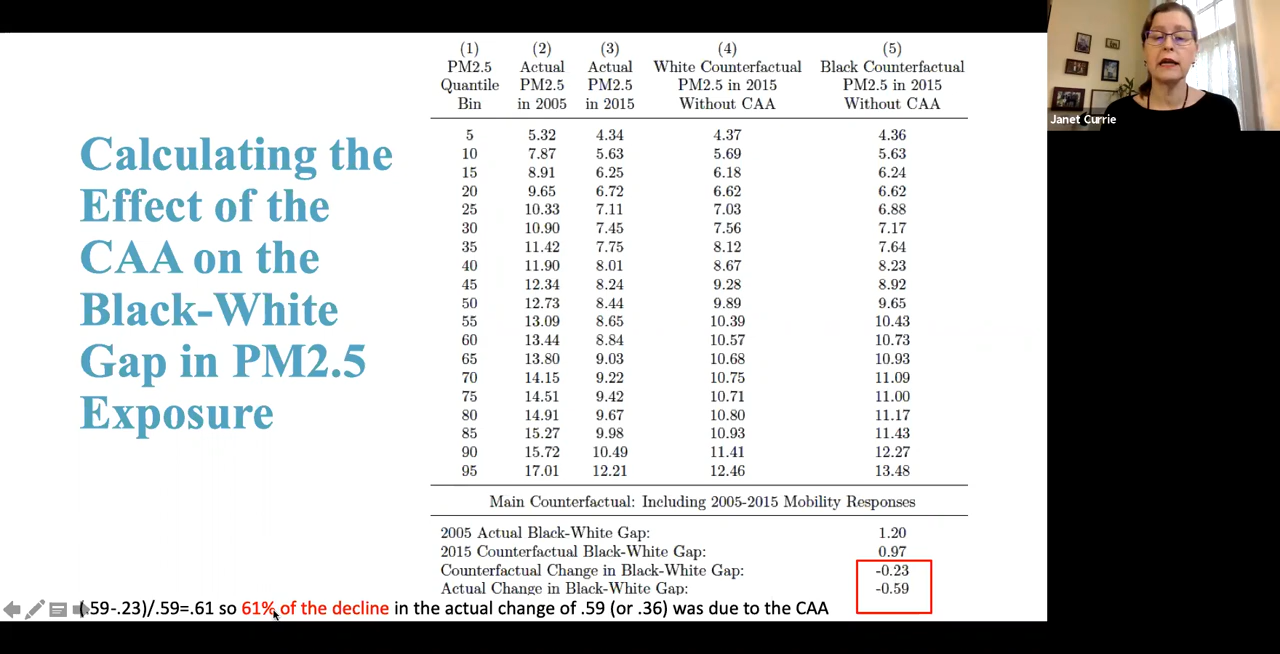 Calculating the
Effect of the
CAA on the
Black-White
Gap in PM2.5
Exposure
(1) (2) (3) (4) (5)
PM2.5 Actual Actual White Counterfactual Black Counterfactual
Quantile PM2.5 PM2.5 PM2.5 in 2015 PM2.5 in 2015
Bin in 2005 in 2015 Without CAA Without CAA
5 5.32 4.34 4.37 4.36
10 7.87 5.63 5.69 5.63
15 8.91 6.25 6.18 6.24
20 9.65 6.72 6.62 6.62
25 10.33 7.11 7.03 6.88
30 10.90 7.45 7.56 7.17
35 11.42 7.75 8.12 7.64
40 11.90 8.01 8.67 8.23
45 12.34 8.24 9.28 8.92
50 12.73 8.44 9.89 9.65
55 13.09 8.65 10.39 10.43
60 13.44 8.84 10.57 10.73
65 13.80 9.03 10.68 10.93
70 14.15 9.22 10.75 11.09
75 14.51 9.42 10.71 11.00
80 14.91 9.67 10.80 11.17
85 15.27 9.98 10.93 11.43
90 15.72 10.49 11.41 12.27
95 17.01 12.21 12.46 13.48
Main Counterfactual: Including 2005-2015 Mobility Responses
2005 Actual Black-White Gap: 1.20
2015 Counterfactual Black-White Gap: 0.97
Counterfactual Change in Black-White Gap: -0.23
Actual Change in Black-White Gap: -0.59
(.59-.23)/.59=.61 so 61% of the decline in the actual change of .59 (or .36) was due to the CAA
Janet Currie